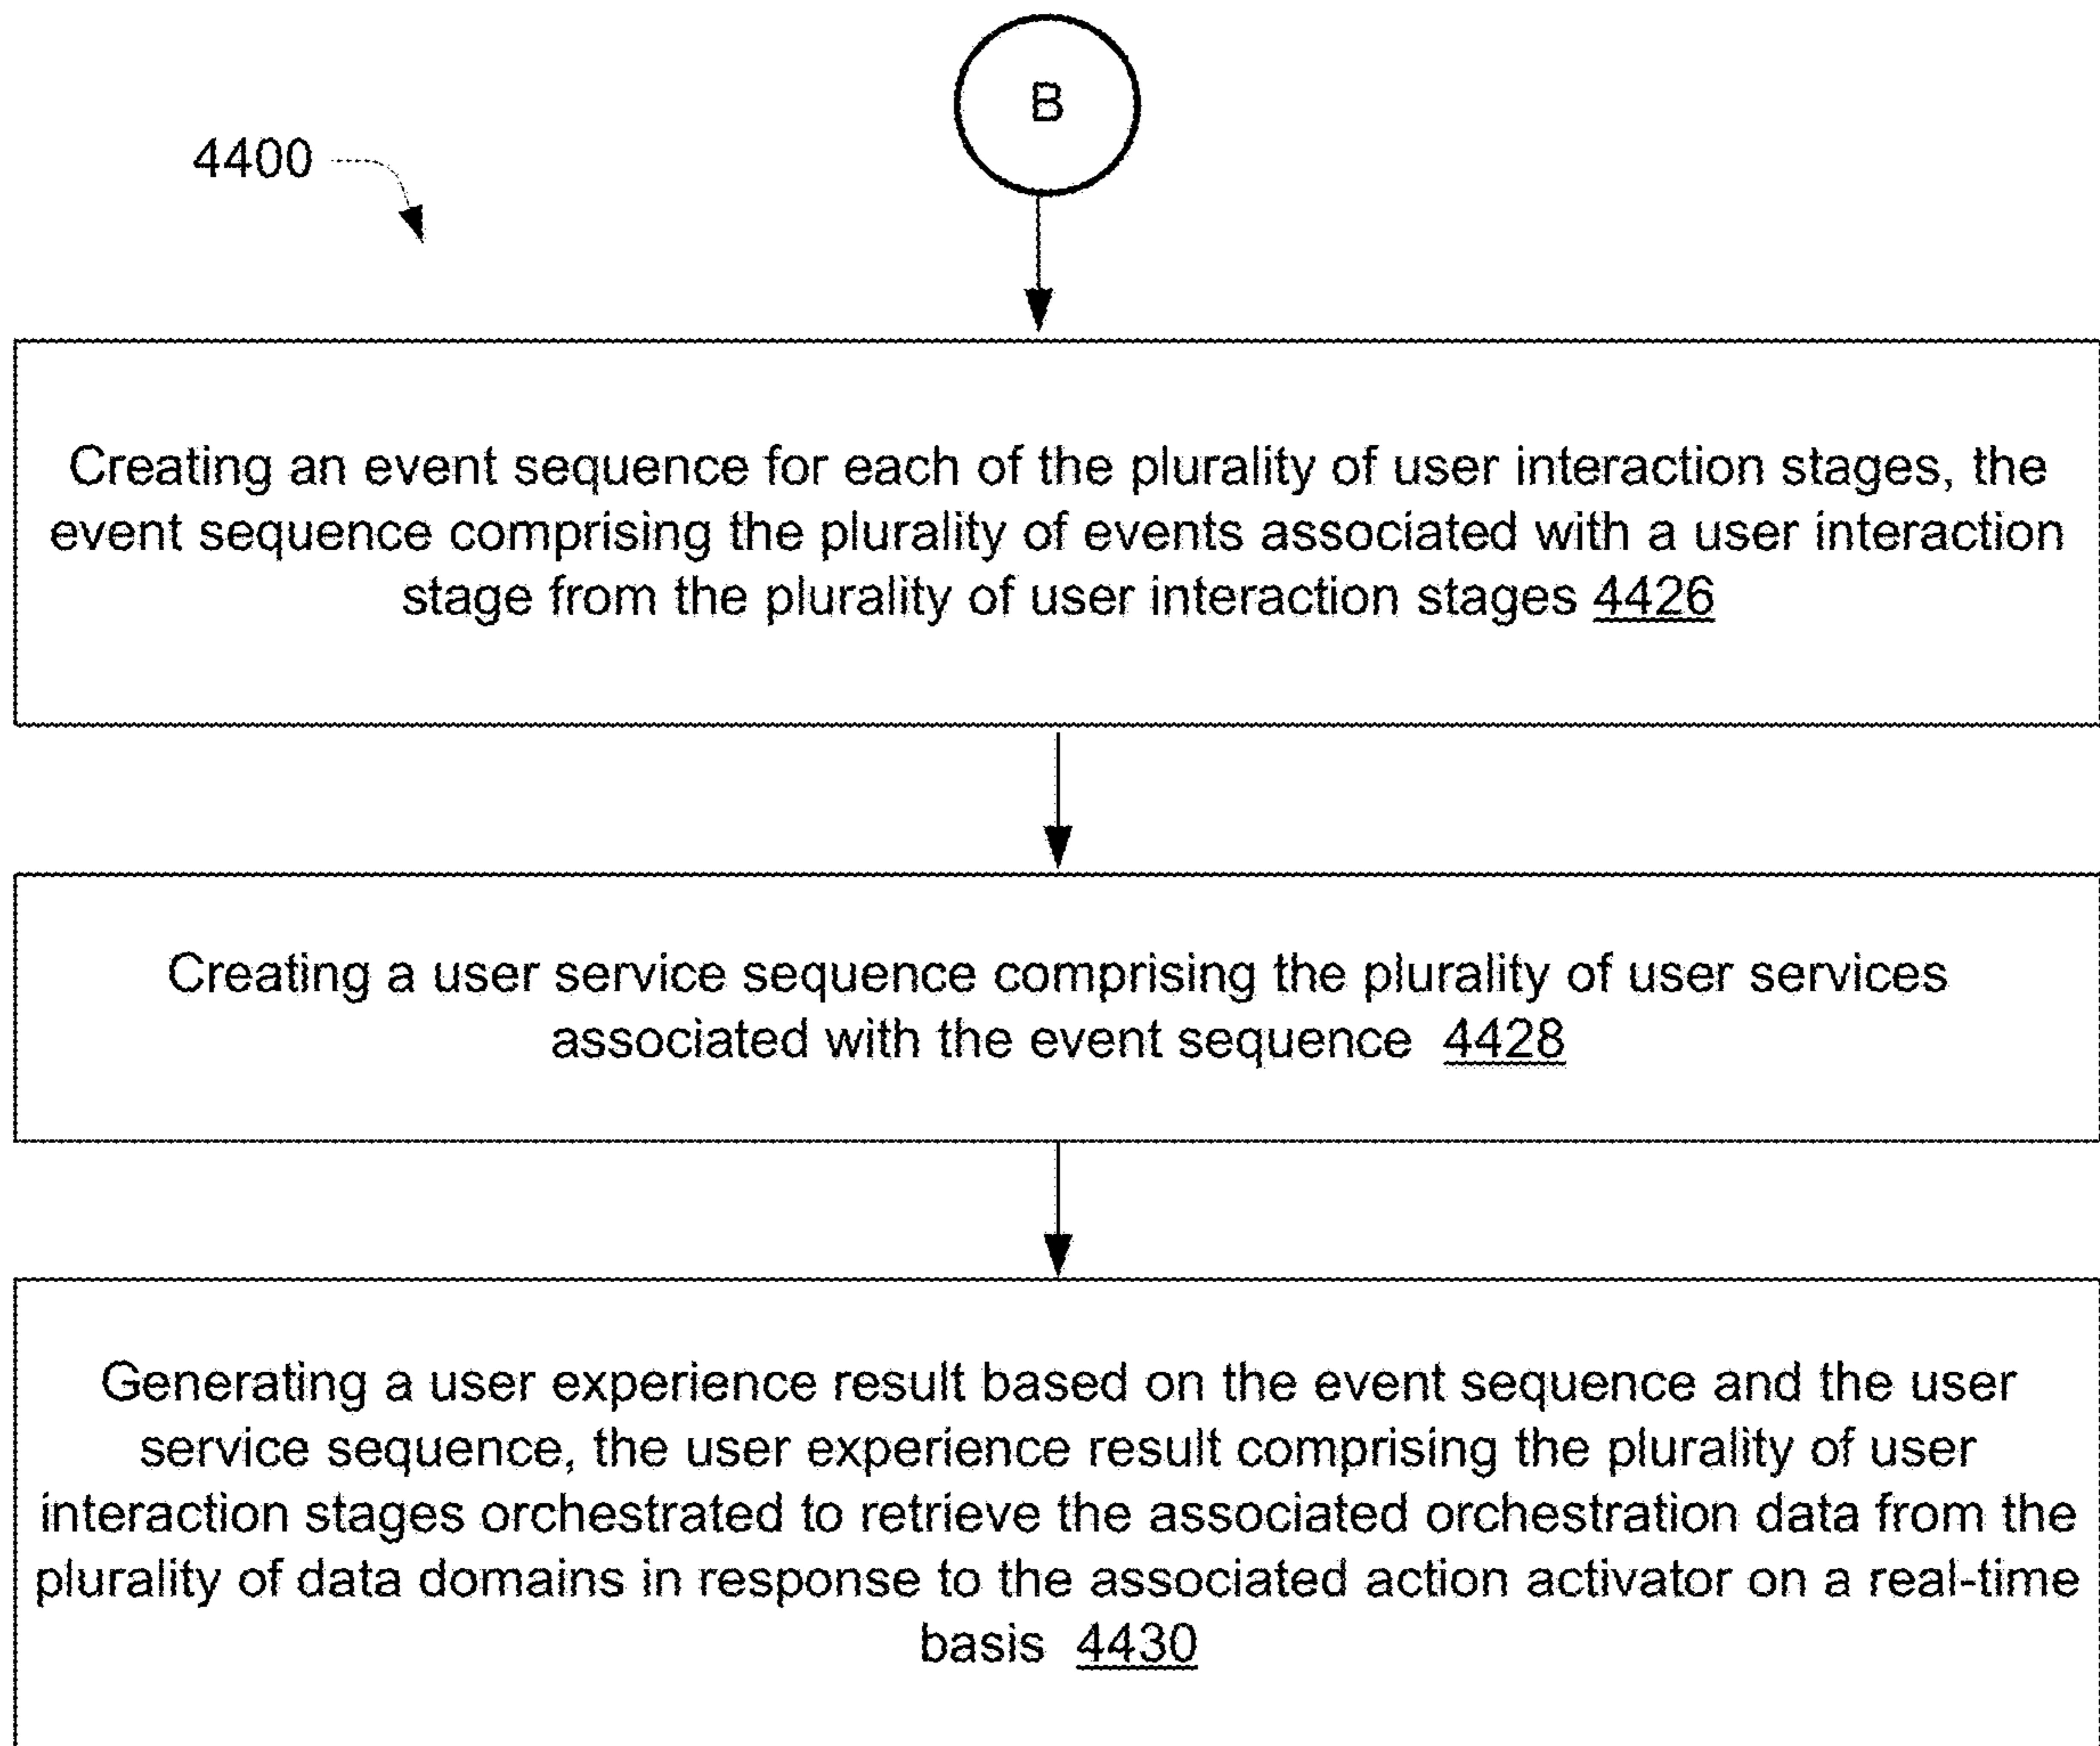 B
4400
Creating an event sequence for each of the plurality of user interaction stages, the
event sequence comprising the plurality of events associated with a user interaction
stage from the plurality of user interaction stages 4426
Creating a user service sequence comprising the plurality of user services
associated with the event sequence 4428
Generating a user experience result based on the event sequence and the user
service sequence, the user experience result comprising the plurality of user
interaction stages orchestrated to retrieve the associated orchestration data from the
plurality of data domains in response to the associated action activator on a real-time
basis 4430